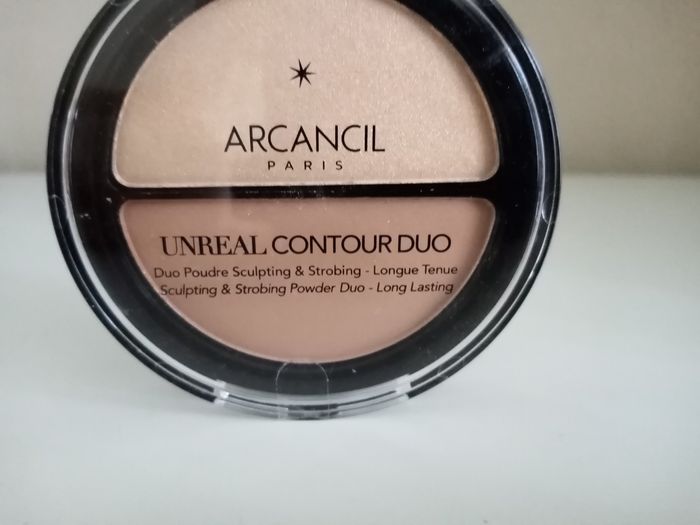 ARCANCIL
PARIS
UNREAL CONTOUR DUO
Duo Poudre Sculpting & Strobing - Longue Tenue
Sculpting & Strobing Powder Duo - Long Lasting